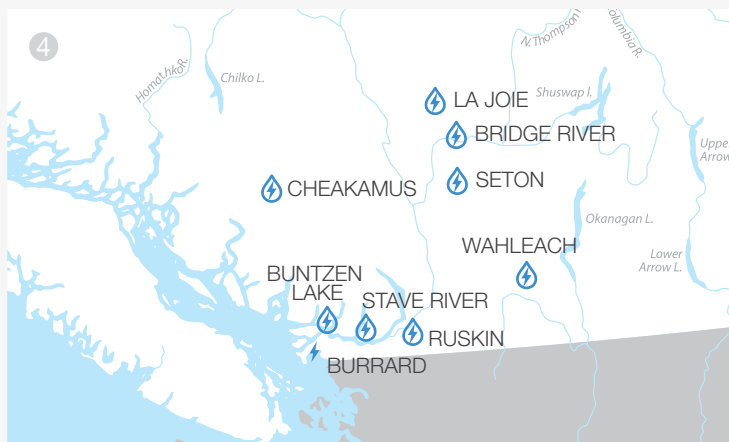 4
Homathko R.
Chilko L.
N. Thompson
Columbia R.
LA JOIE
Shuswap l.
BRIDGE RIVER
Upper
Arrow
CHEAKAMUS
SETON
Okanagan L.
WAHLEACH
Lower
Arrow L.
BUNTZEN
LAKE
STAVE RIVER
RUSKIN
BURRARD